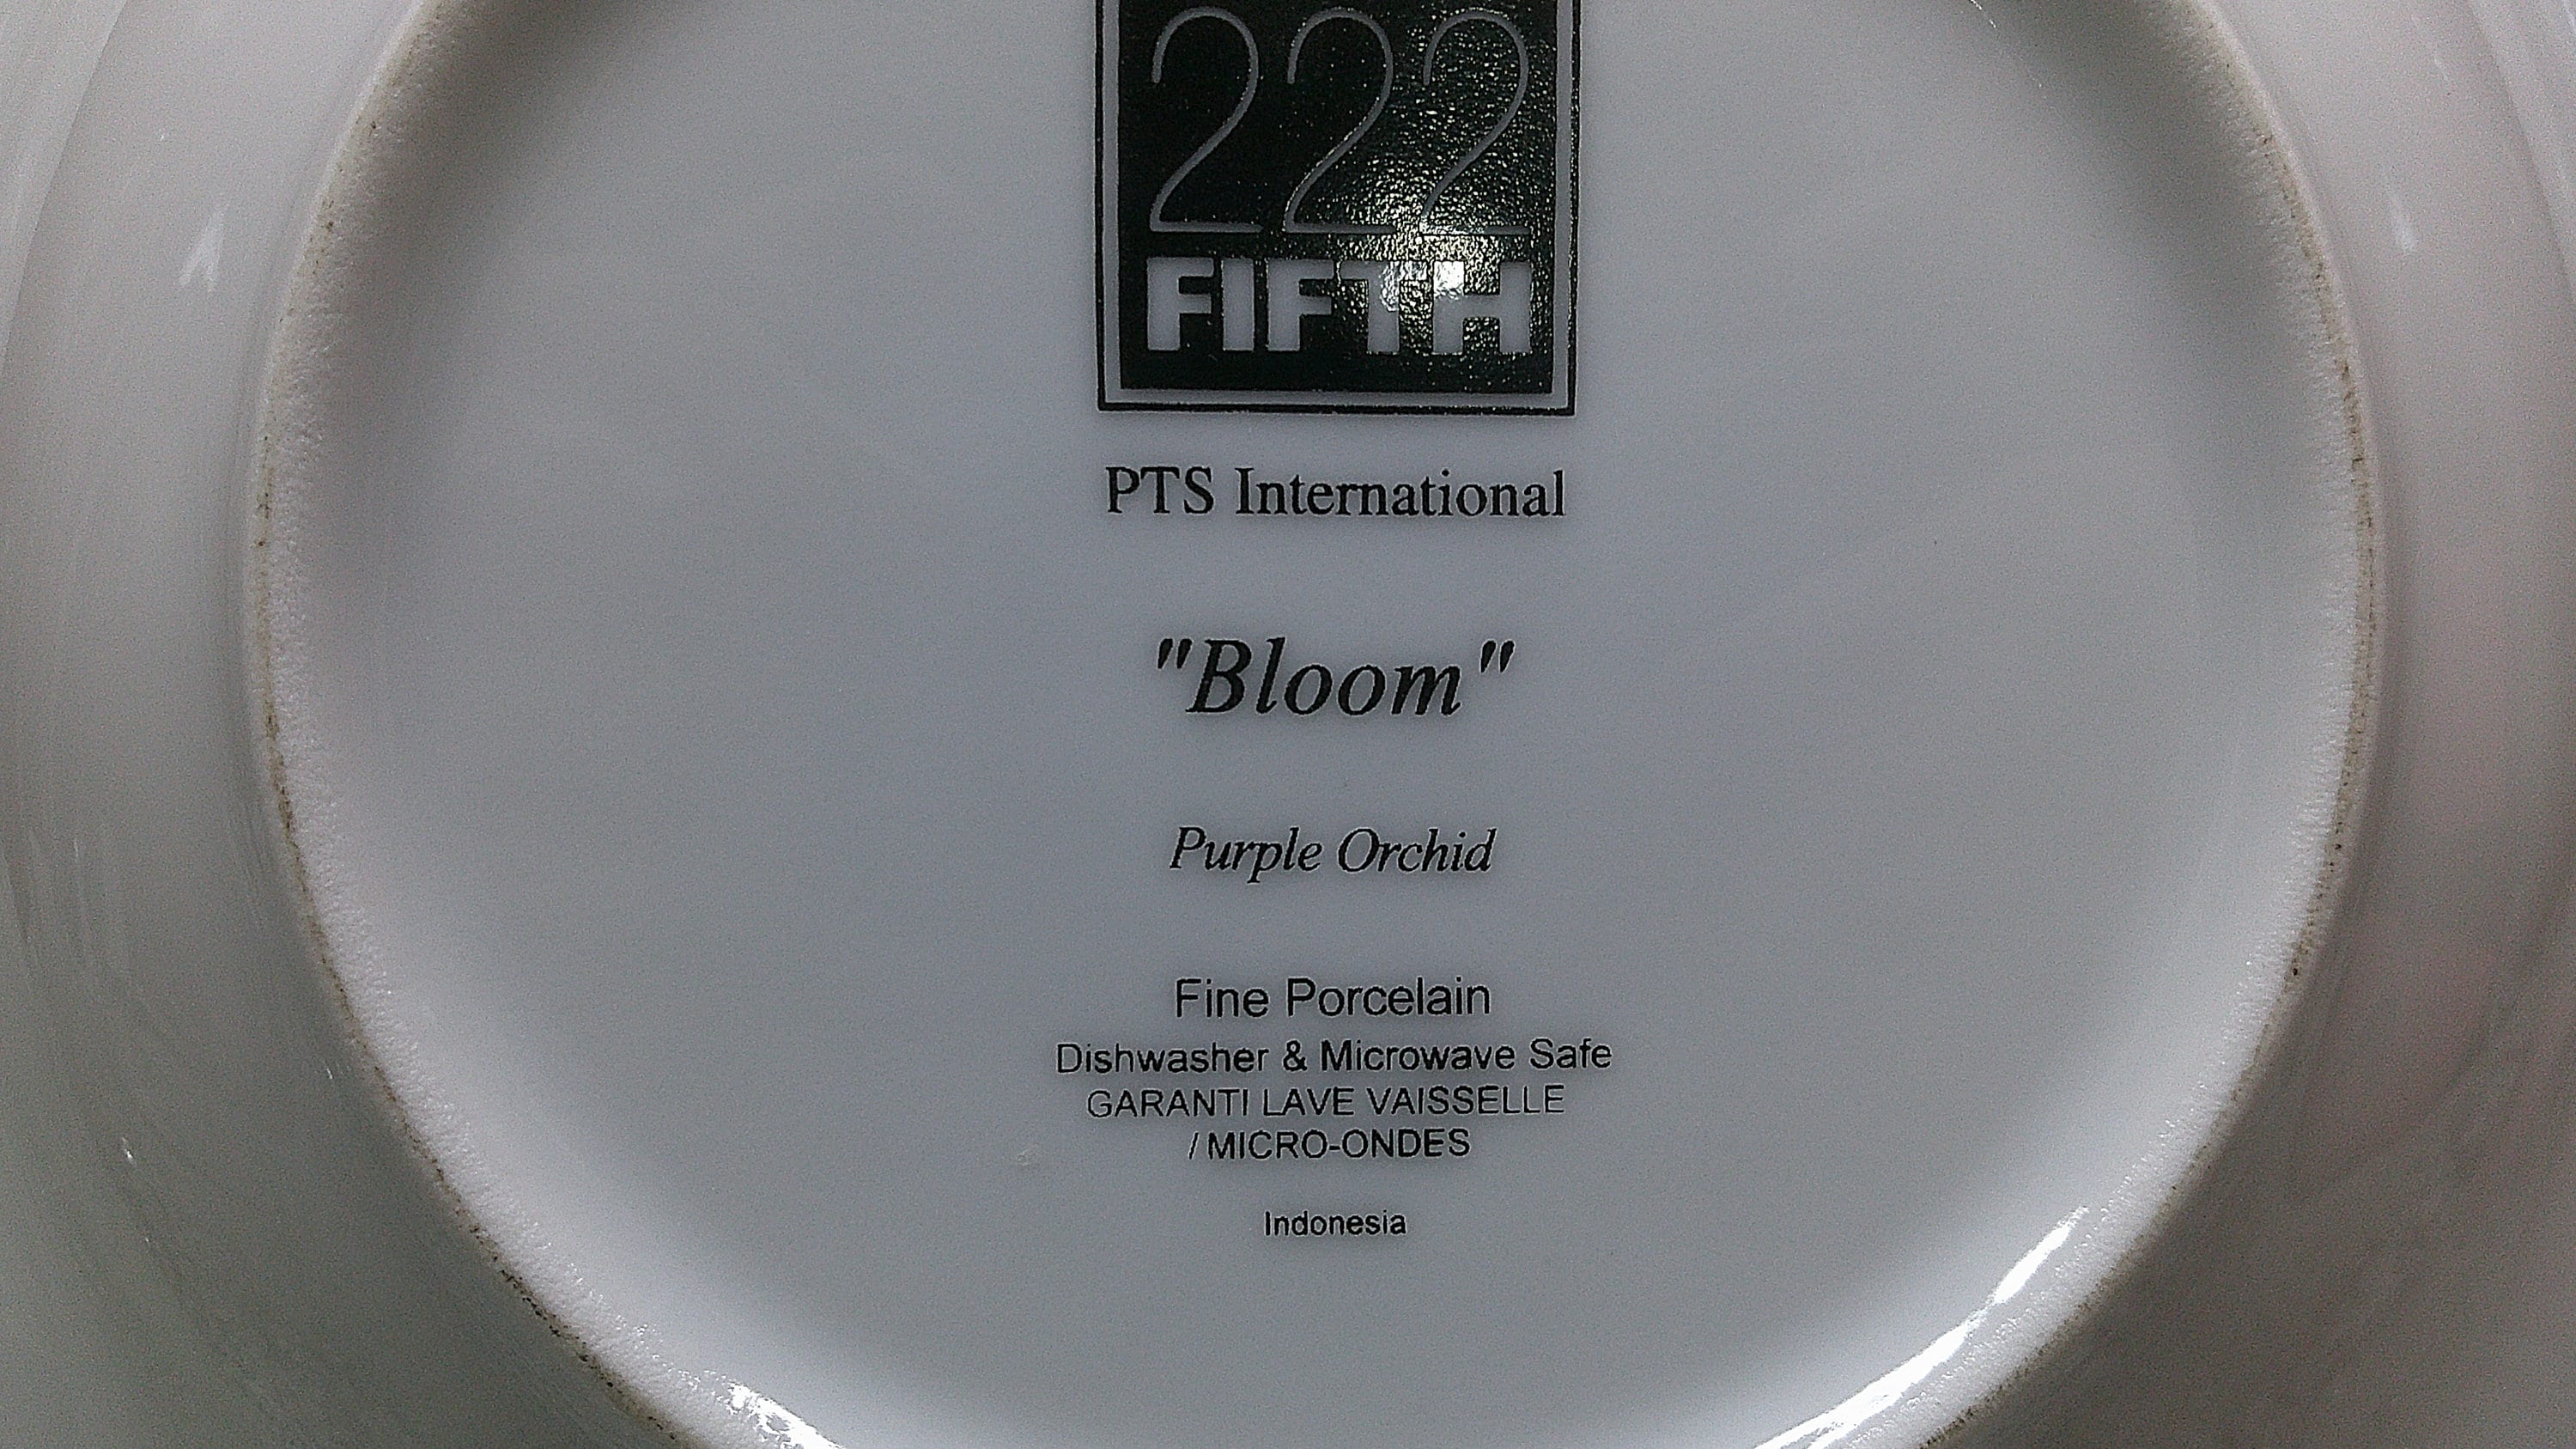 222
FIFTH
PTS International
"Bloom"
Purple Orchid
Fine Porcelain
Dishwasher & Microwave Safe
GARANTI LAVE VAISSELLE
/ MICRO-ONDES
Indonesia